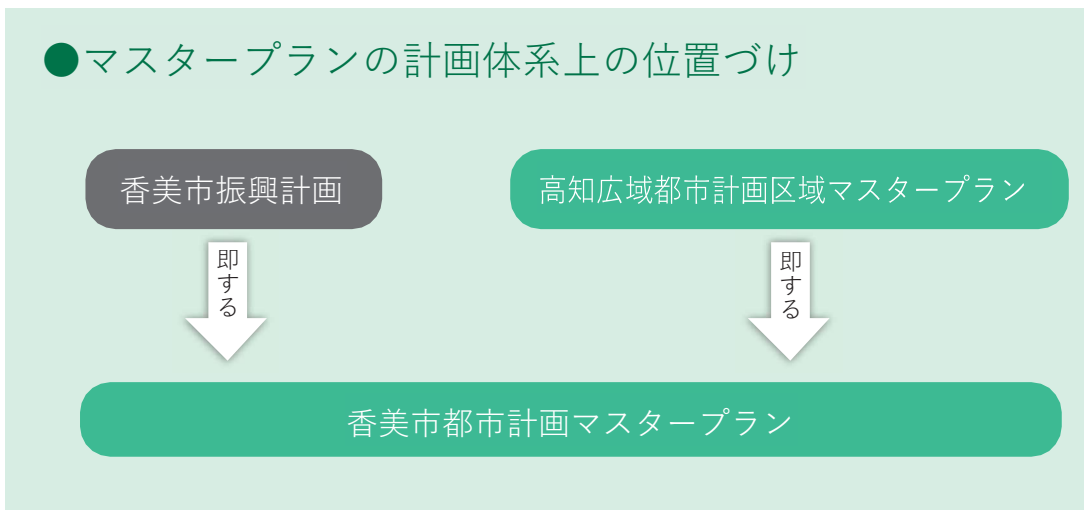 ●マスタープランの計画体系上の位置づけ
香美市振興計画
高知広域都市計画区域マスタープラン
即する
即する
香美市都市計画マスタープラン